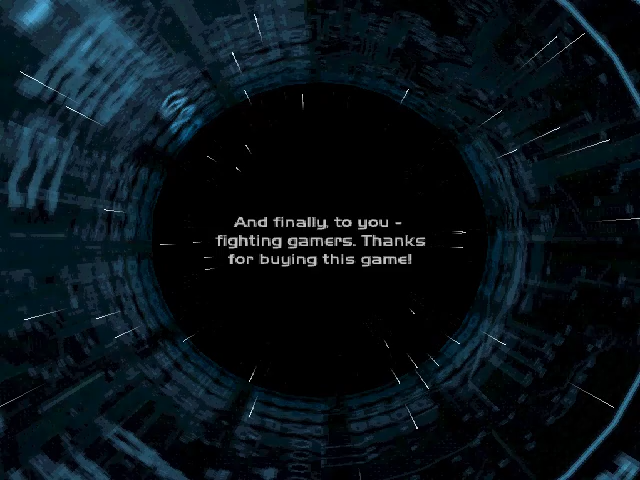 And finally, to you -
fighting gamers. Thanks
for buying this game!